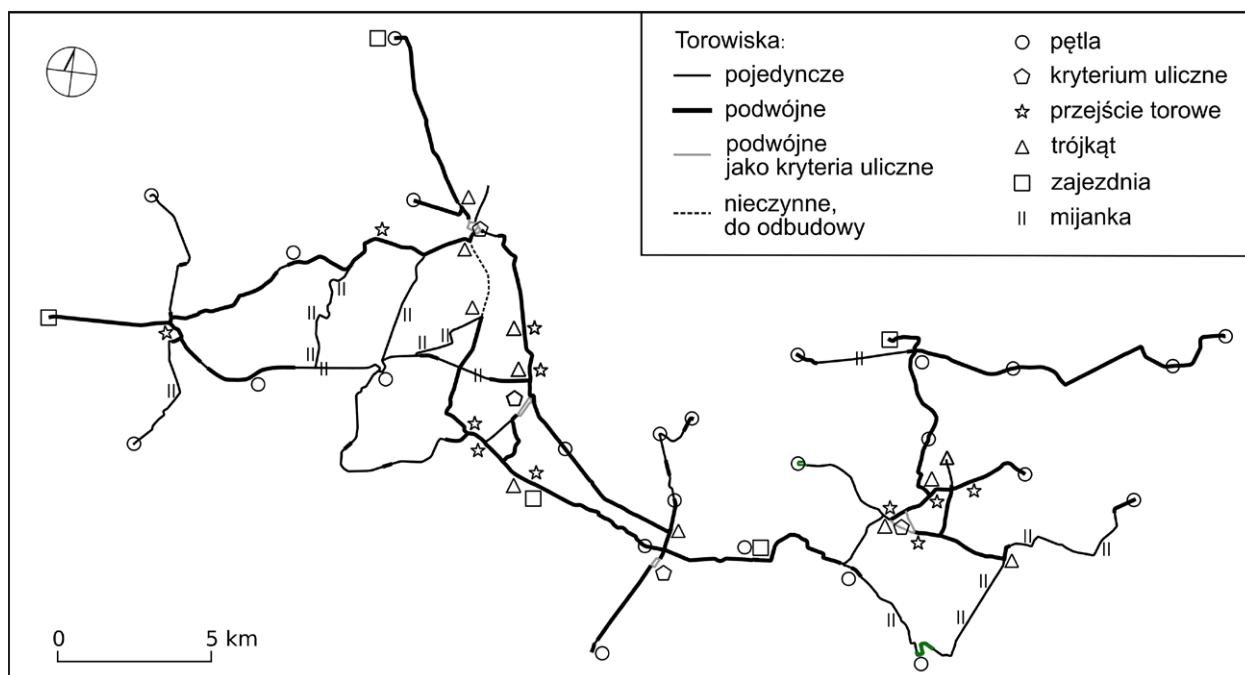 Torowiska:
pojedyncze
podwójne
podwójne
jako kryteria uliczne
nieczynne,
do odbudowy
pętla
kryterium uliczne
przejście torowe
trójkąt
zajezdnia
mijanka
0 5 km